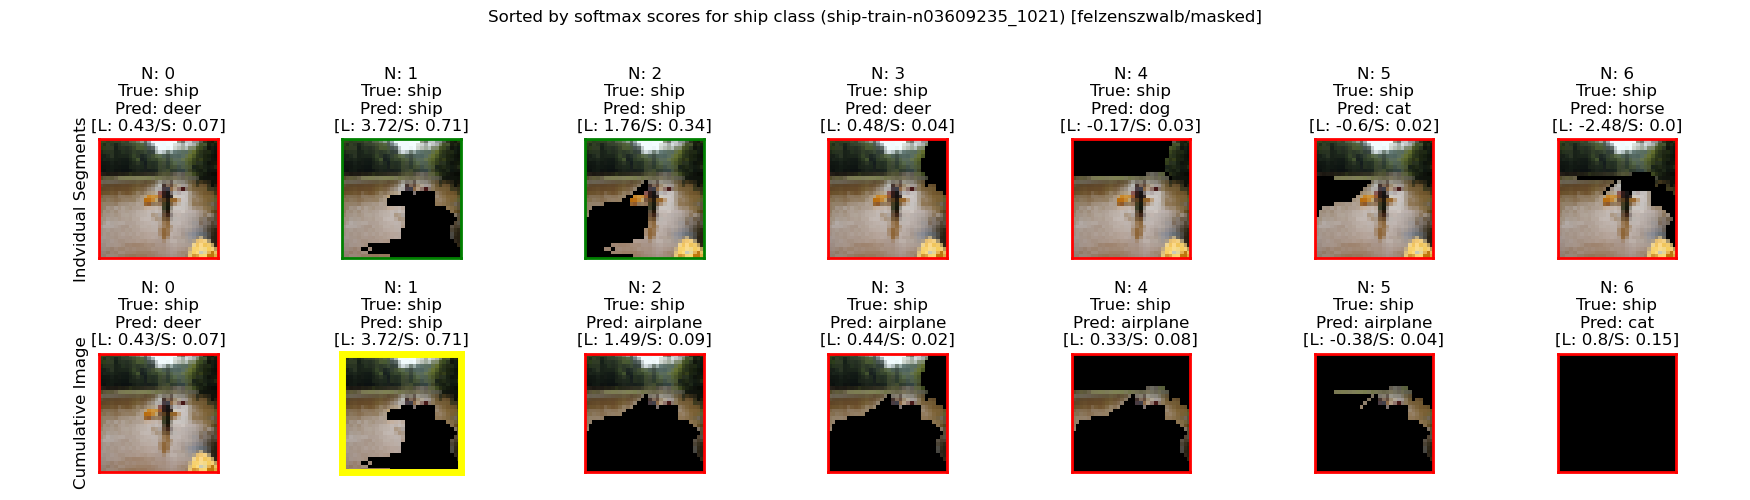 Sorted by softmax scores for ship class (ship-train-n03609235_1021) [felzenszwalb/masked]
Indvidual Segments
N: 0
True: ship
Pred: deer
[L: 0.43/S: 0.07]
N: 1
True: ship
Pred: ship
[L: 3.72/S: 0.71]
N: 2
True: ship
Pred: ship
[L: 1.76/S: 0.34]
N: 3
True: ship
Pred: deer
[L: 0.48/S: 0.04]
N: 4
True: ship
Pred: dog
[L: -0.17/S: 0.03]
N: 5
True: ship
Pred: cat
[L: -0.6/S: 0.02]
N: 6
True: ship
Pred: horse
[L: -2.48/S: 0.0]
Cumulative Image
N: 0
True: ship
Pred: deer
[L: 0.43/S: 0.07]
N: 1
True: ship
Pred: ship
[L: 3.72/S: 0.71]
N: 2
True: ship
Pred: airplane
[L: 1.49/S: 0.09]
N: 3
True: ship
Pred: airplane
[L: 0.44/S: 0.02]
N: 4
True: ship
Pred: airplane
[L: 0.33/S: 0.08]
N: 5
True: ship
Pred: airplane
[L: -0.38/S: 0.04]
N: 6
True: ship
Pred: cat
[L: 0.8/S: 0.15]